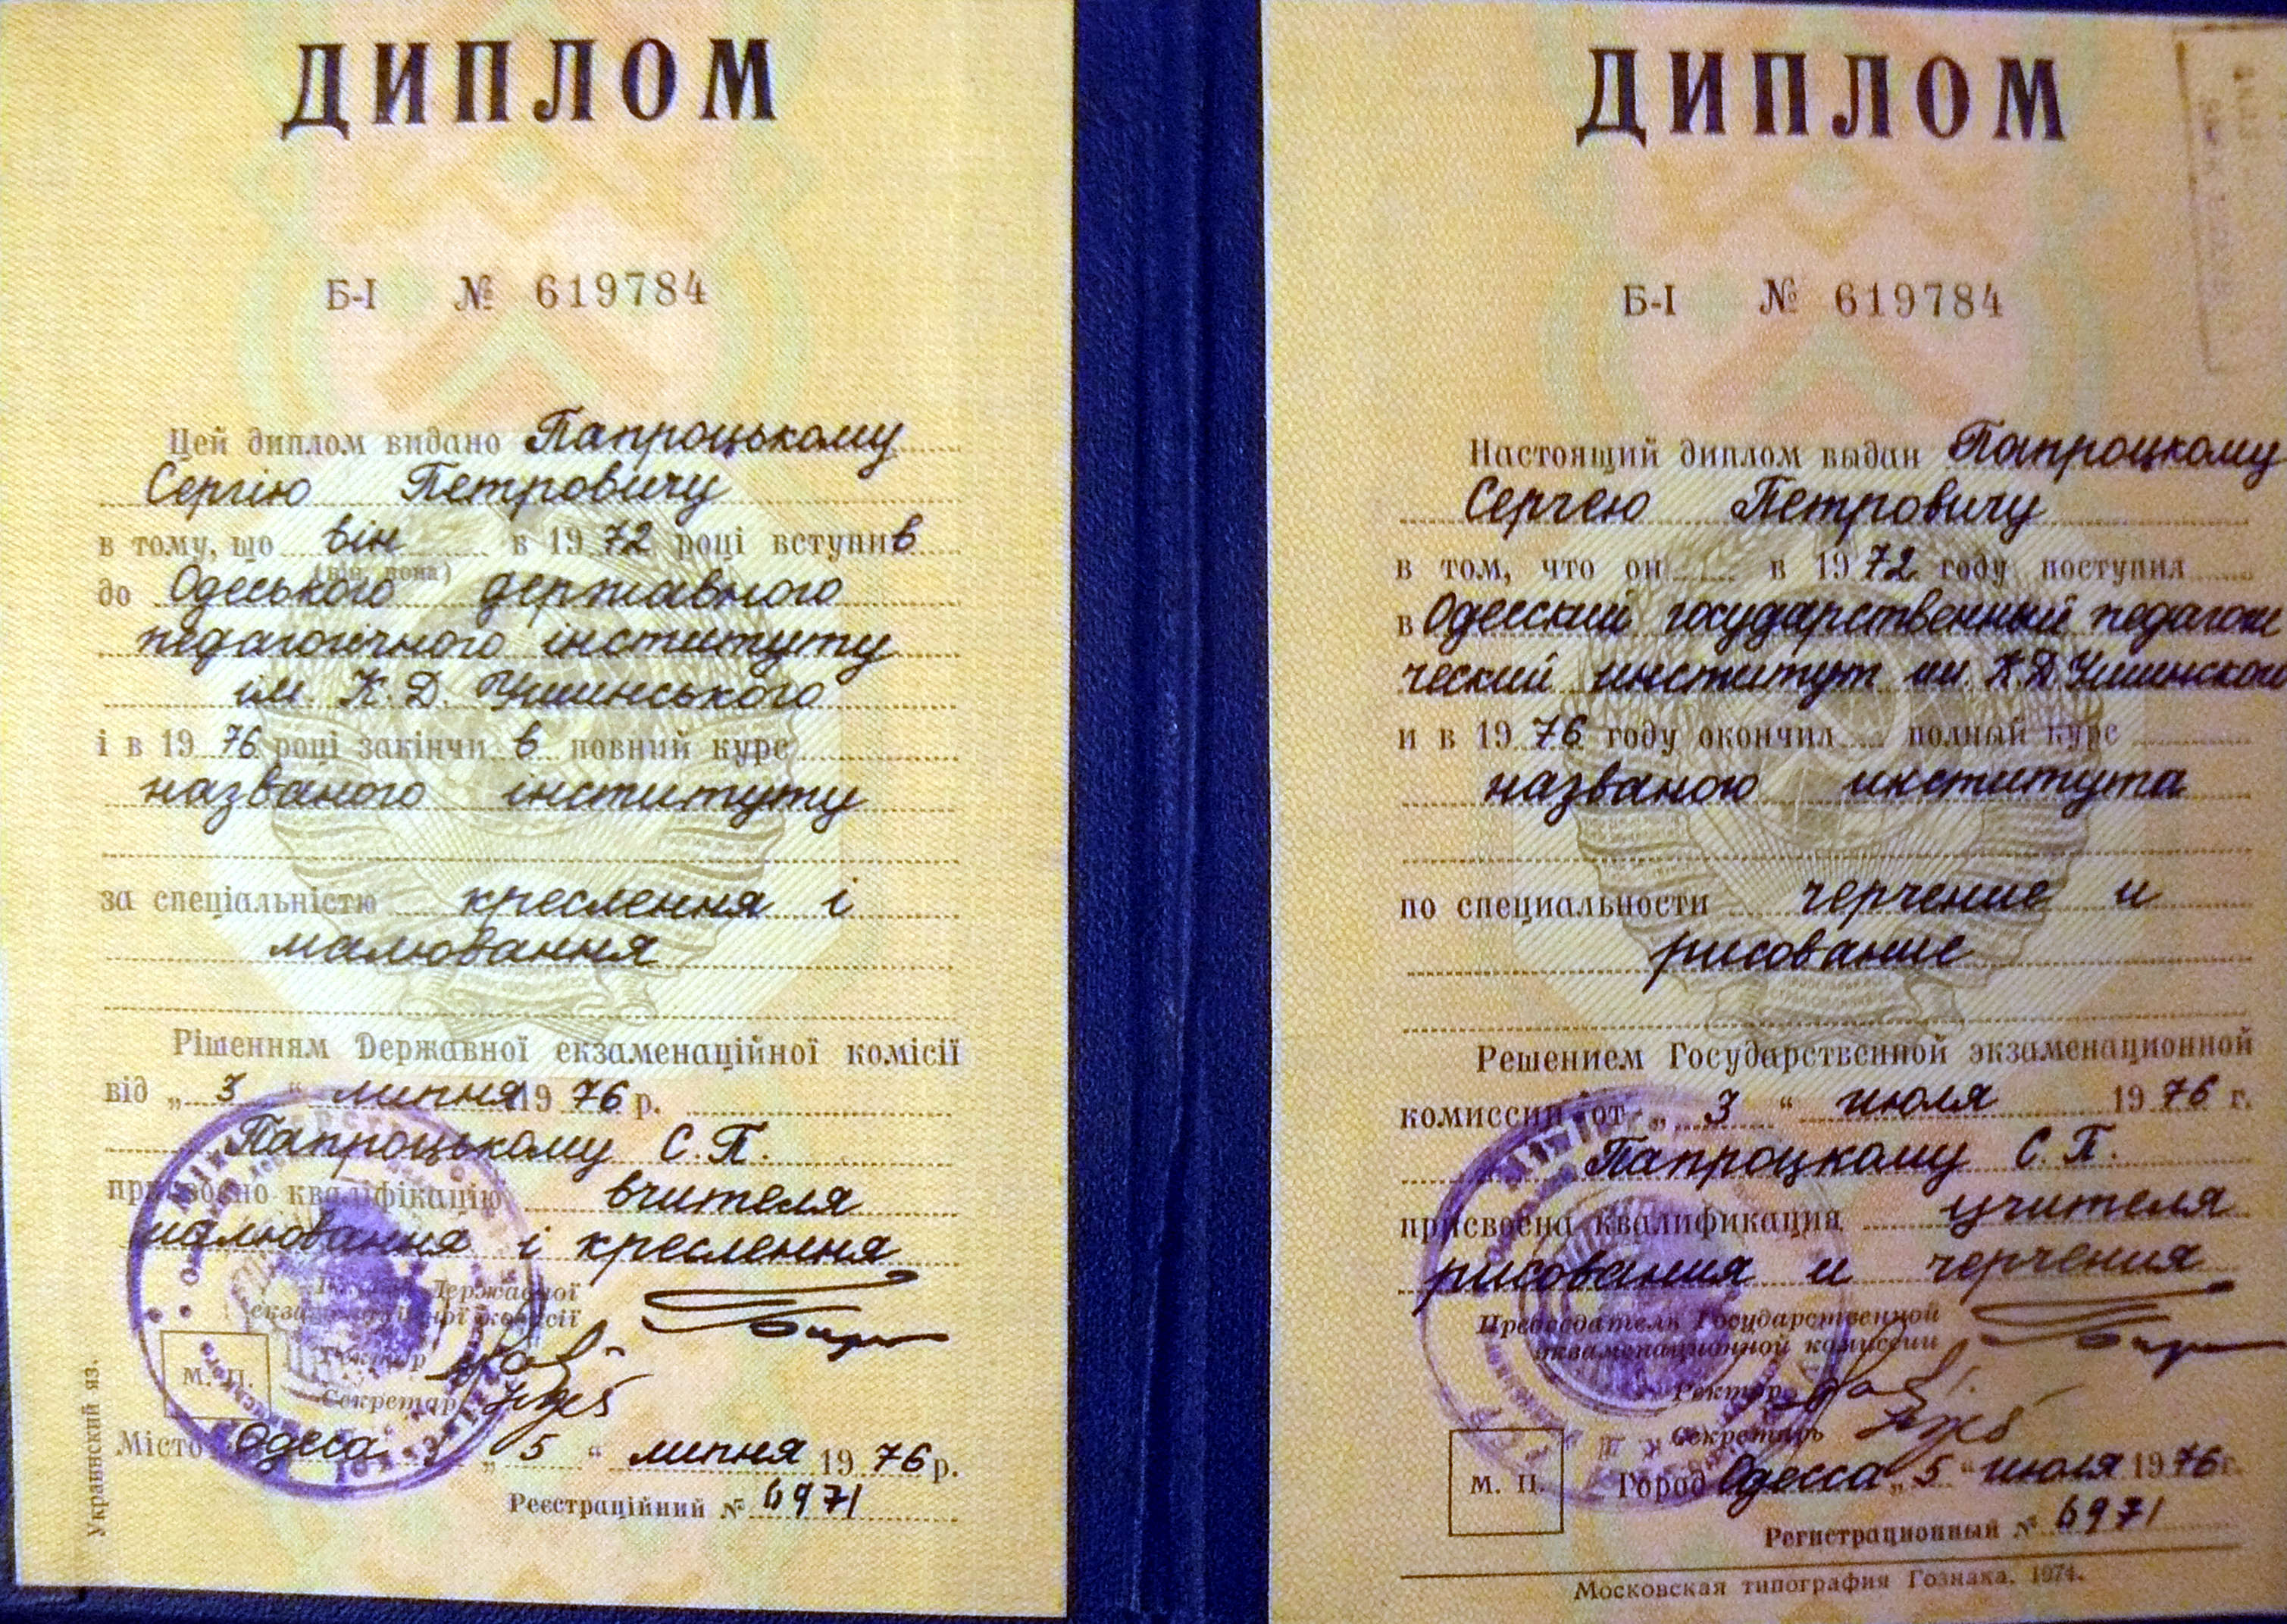 ДИПЛОМ
Б-I № 619784
Цей диплом видано Папроцькому
Сергію Петровичу
в тому, що він в 1972 році вступив
(він, вона)
до Одеського державного
педагогічного інституту
ім. К. Д. Ушинського
і в 1976 році закінчив повний курс
названого інституту
за спеціальністю креслення і
малювання
Рішенням Державної екзаменаційної комісії
від „3“ липня 1976 р.
Папроцькому С. П.
присвоєно кваліфікацію вчителя
малювання і креслення
Голова Державної
екзаменаційної комісії
Ректор
Секретар
М. П.
Місто Одеса „5“ липня 1976 р.
Реєстраційний № 6971
Украинский яз.
ДИПЛОМ
Б-I № 619784
Настоящий диплом выдан Папроцкому
Сергею Петровичу
в том, что он в 1972 году поступил
в Одесский государственный педагоги
ческий институт им К. Д. Ушинского
и в 1976 году окончил полный курс
названого института
по специальности черчение и
рисование
Решением Государственной экзаменационной
комиссии от „3“ июля 1976 г.
Папроцкому С. П.
присвоена квалификация учителя
рисования и черчения
Председатель Государственной
экзаменационной комиссии
Ректор
Секретарь
М. П.
Город Одесса „5“ июля 1976 г.
Регистрационный № 6971
Московская типография Гознака. 1974.